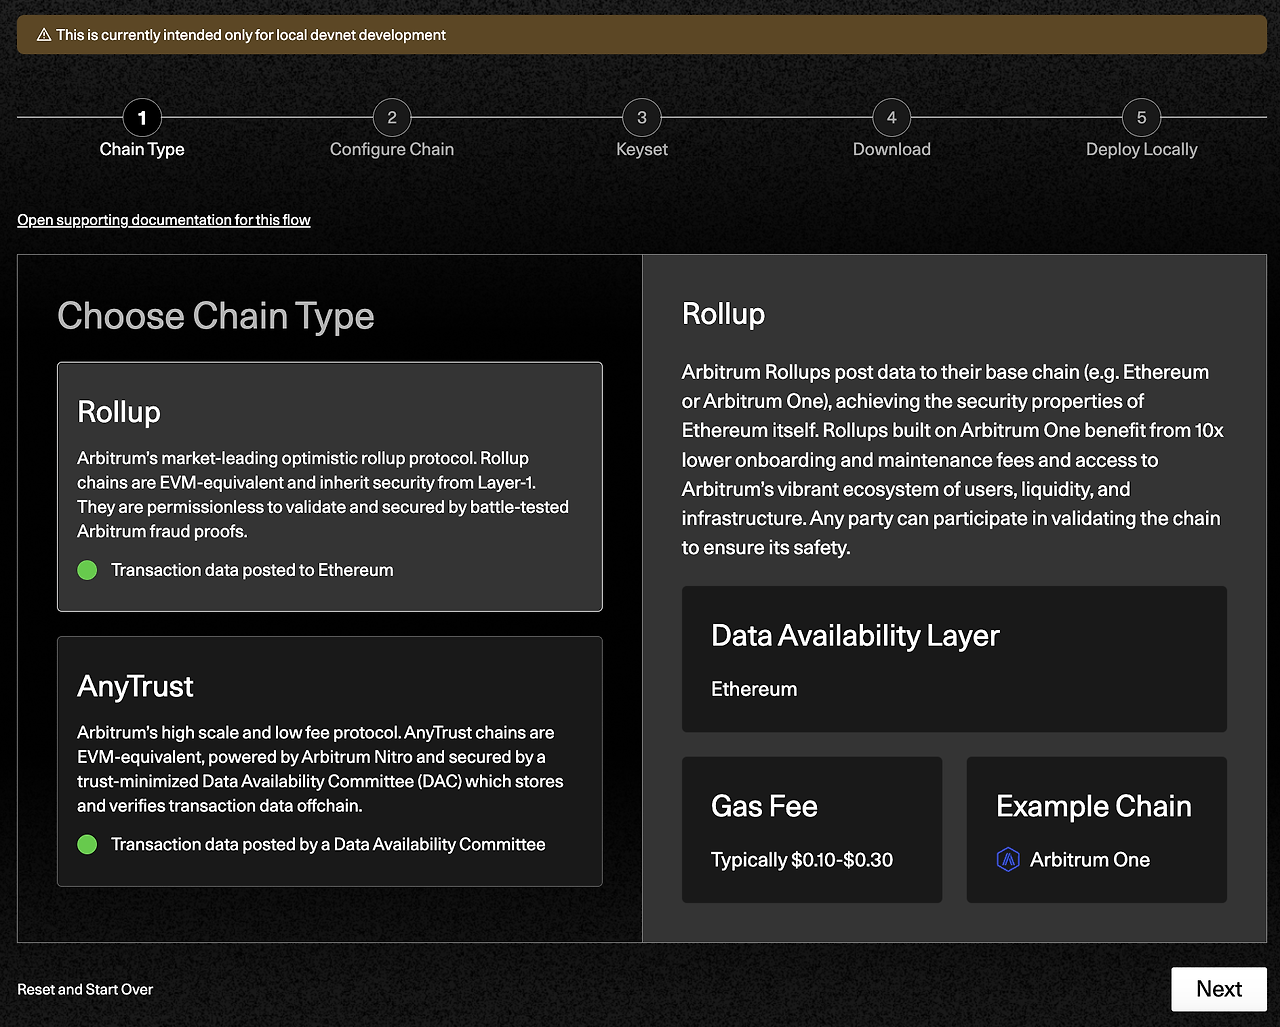 ⚠ This is currently intended only for local devnet development
1
2
3
4
5
Chain Type
Configure Chain
Keyset
Download
Deploy Locally
Open supporting documentation for this flow
Choose Chain Type
Rollup
Arbitrum's market-leading optimistic rollup protocol. Rollup
chains are EVM-equivalent and inherit security from Layer-1.
They are permissionless to validate and secured by battle-tested
Arbitrum fraud proofs.
Transaction data posted to Ethereum
AnyTrust
Arbitrum's high scale and low fee protocol. AnyTrust chains are
EVM-equivalent, powered by Arbitrum Nitro and secured by a
trust-minimized Data Availability Committee (DAC) which stores
and verifies transaction data offchain.
Transaction data posted by a Data Availability Committee
Rollup
Arbitrum Rollups post data to their base chain (e.g. Ethereum
or Arbitrum One), achieving the security properties of
Ethereum itself. Rollups built on Arbitrum One benefit from 10x
lower onboarding and maintenance fees and access to
Arbitrum's vibrant ecosystem of users, liquidity, and
infrastructure. Any party can participate in validating the chain
to ensure its safety.
Data Availability Layer
Ethereum
Gas Fee
Typically $0.10-$0.30
Example Chain
Arbitrum One
Reset and Start Over
Next